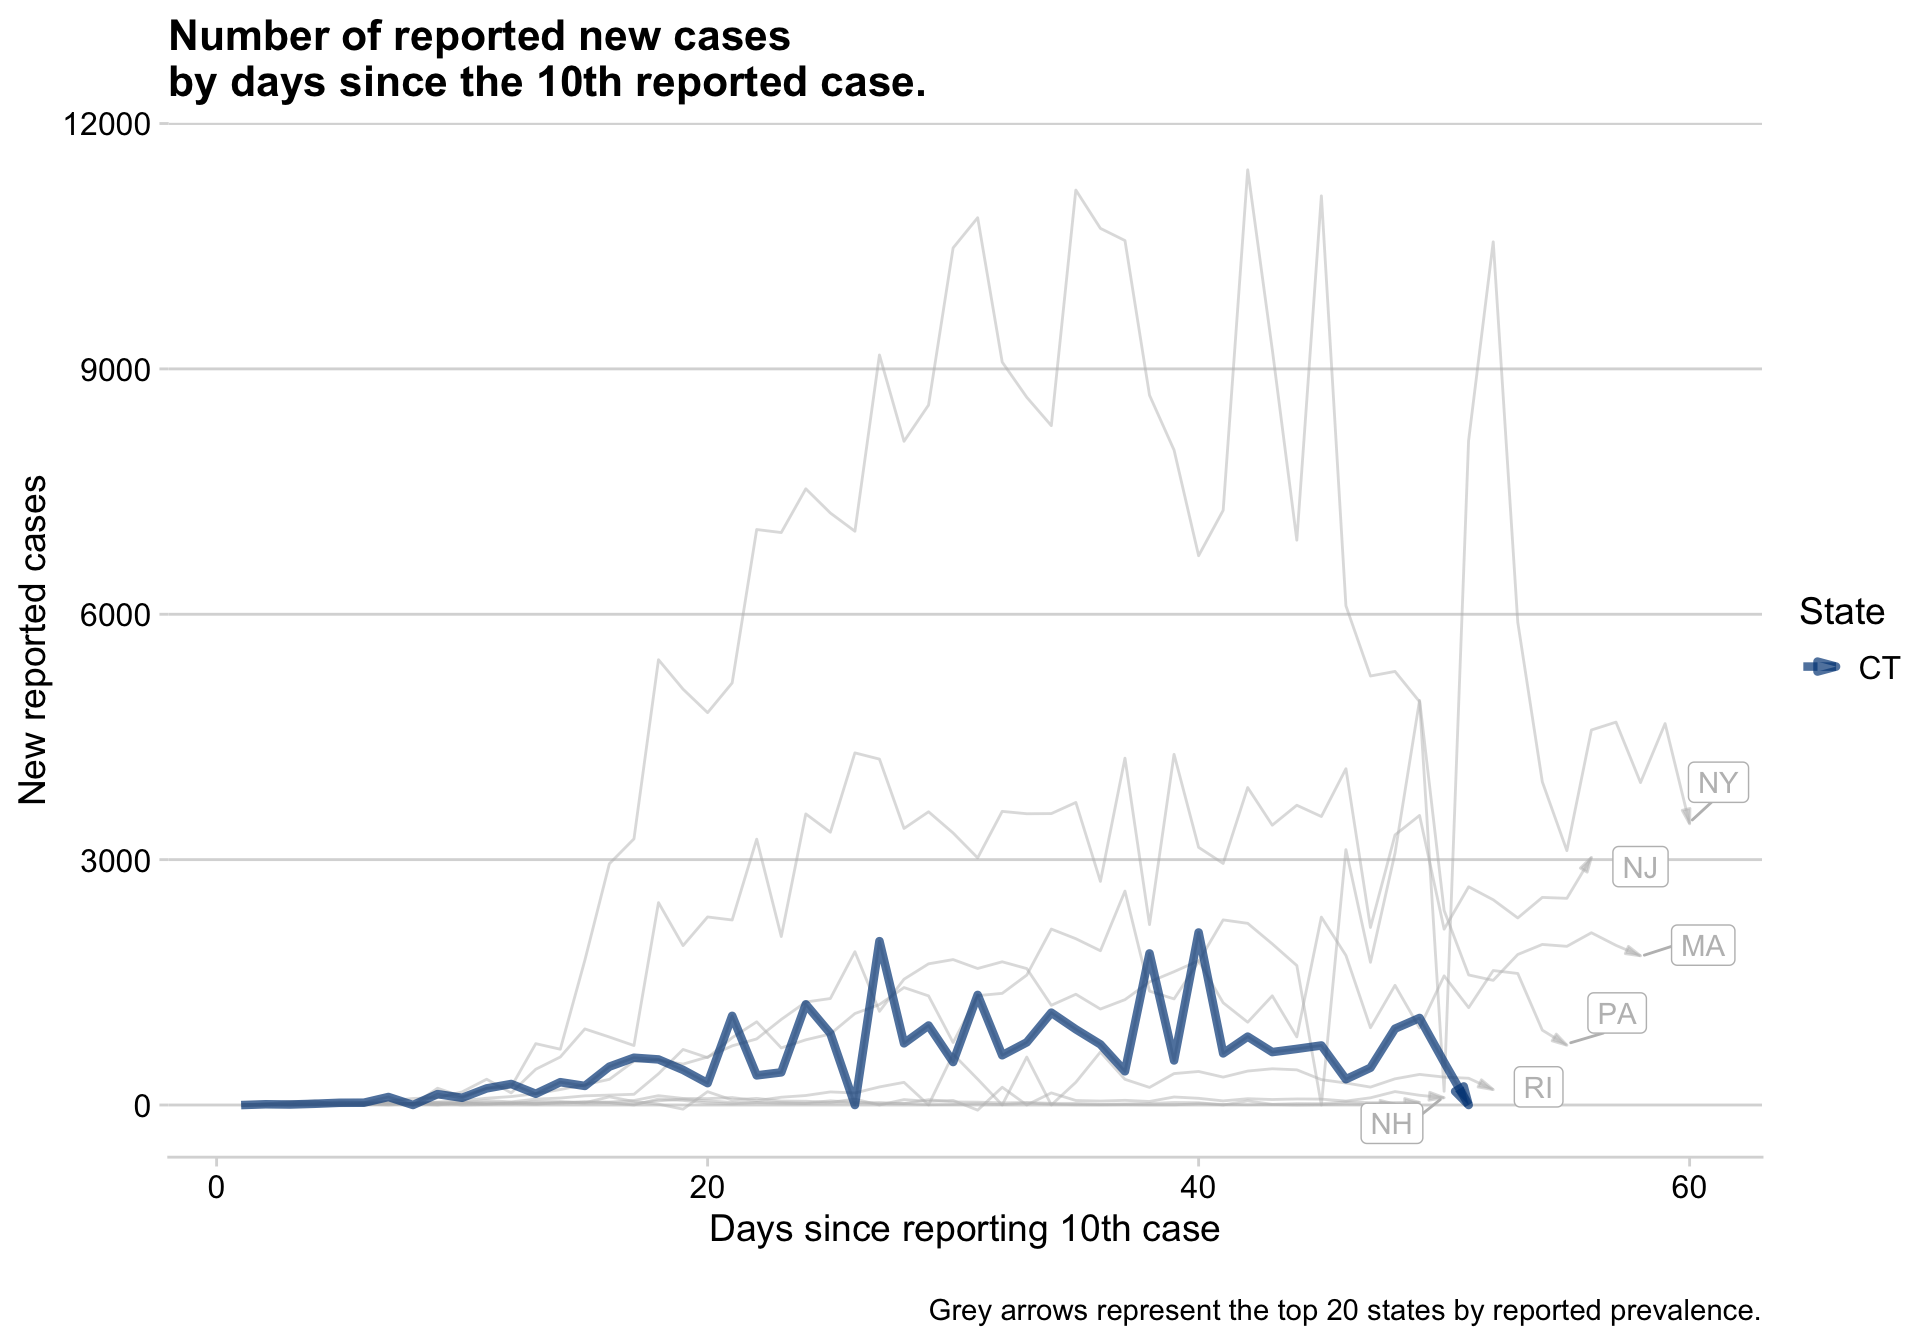 Number of reported new cases
by days since the 10th reported case.
12000
9000
6000
3000
0
New reported cases
NY
NJ
MA
PA
RI
NH
State
CT
0 20 40 60
Days since reporting 10th case
Grey arrows represent the top 20 states by reported prevalence.